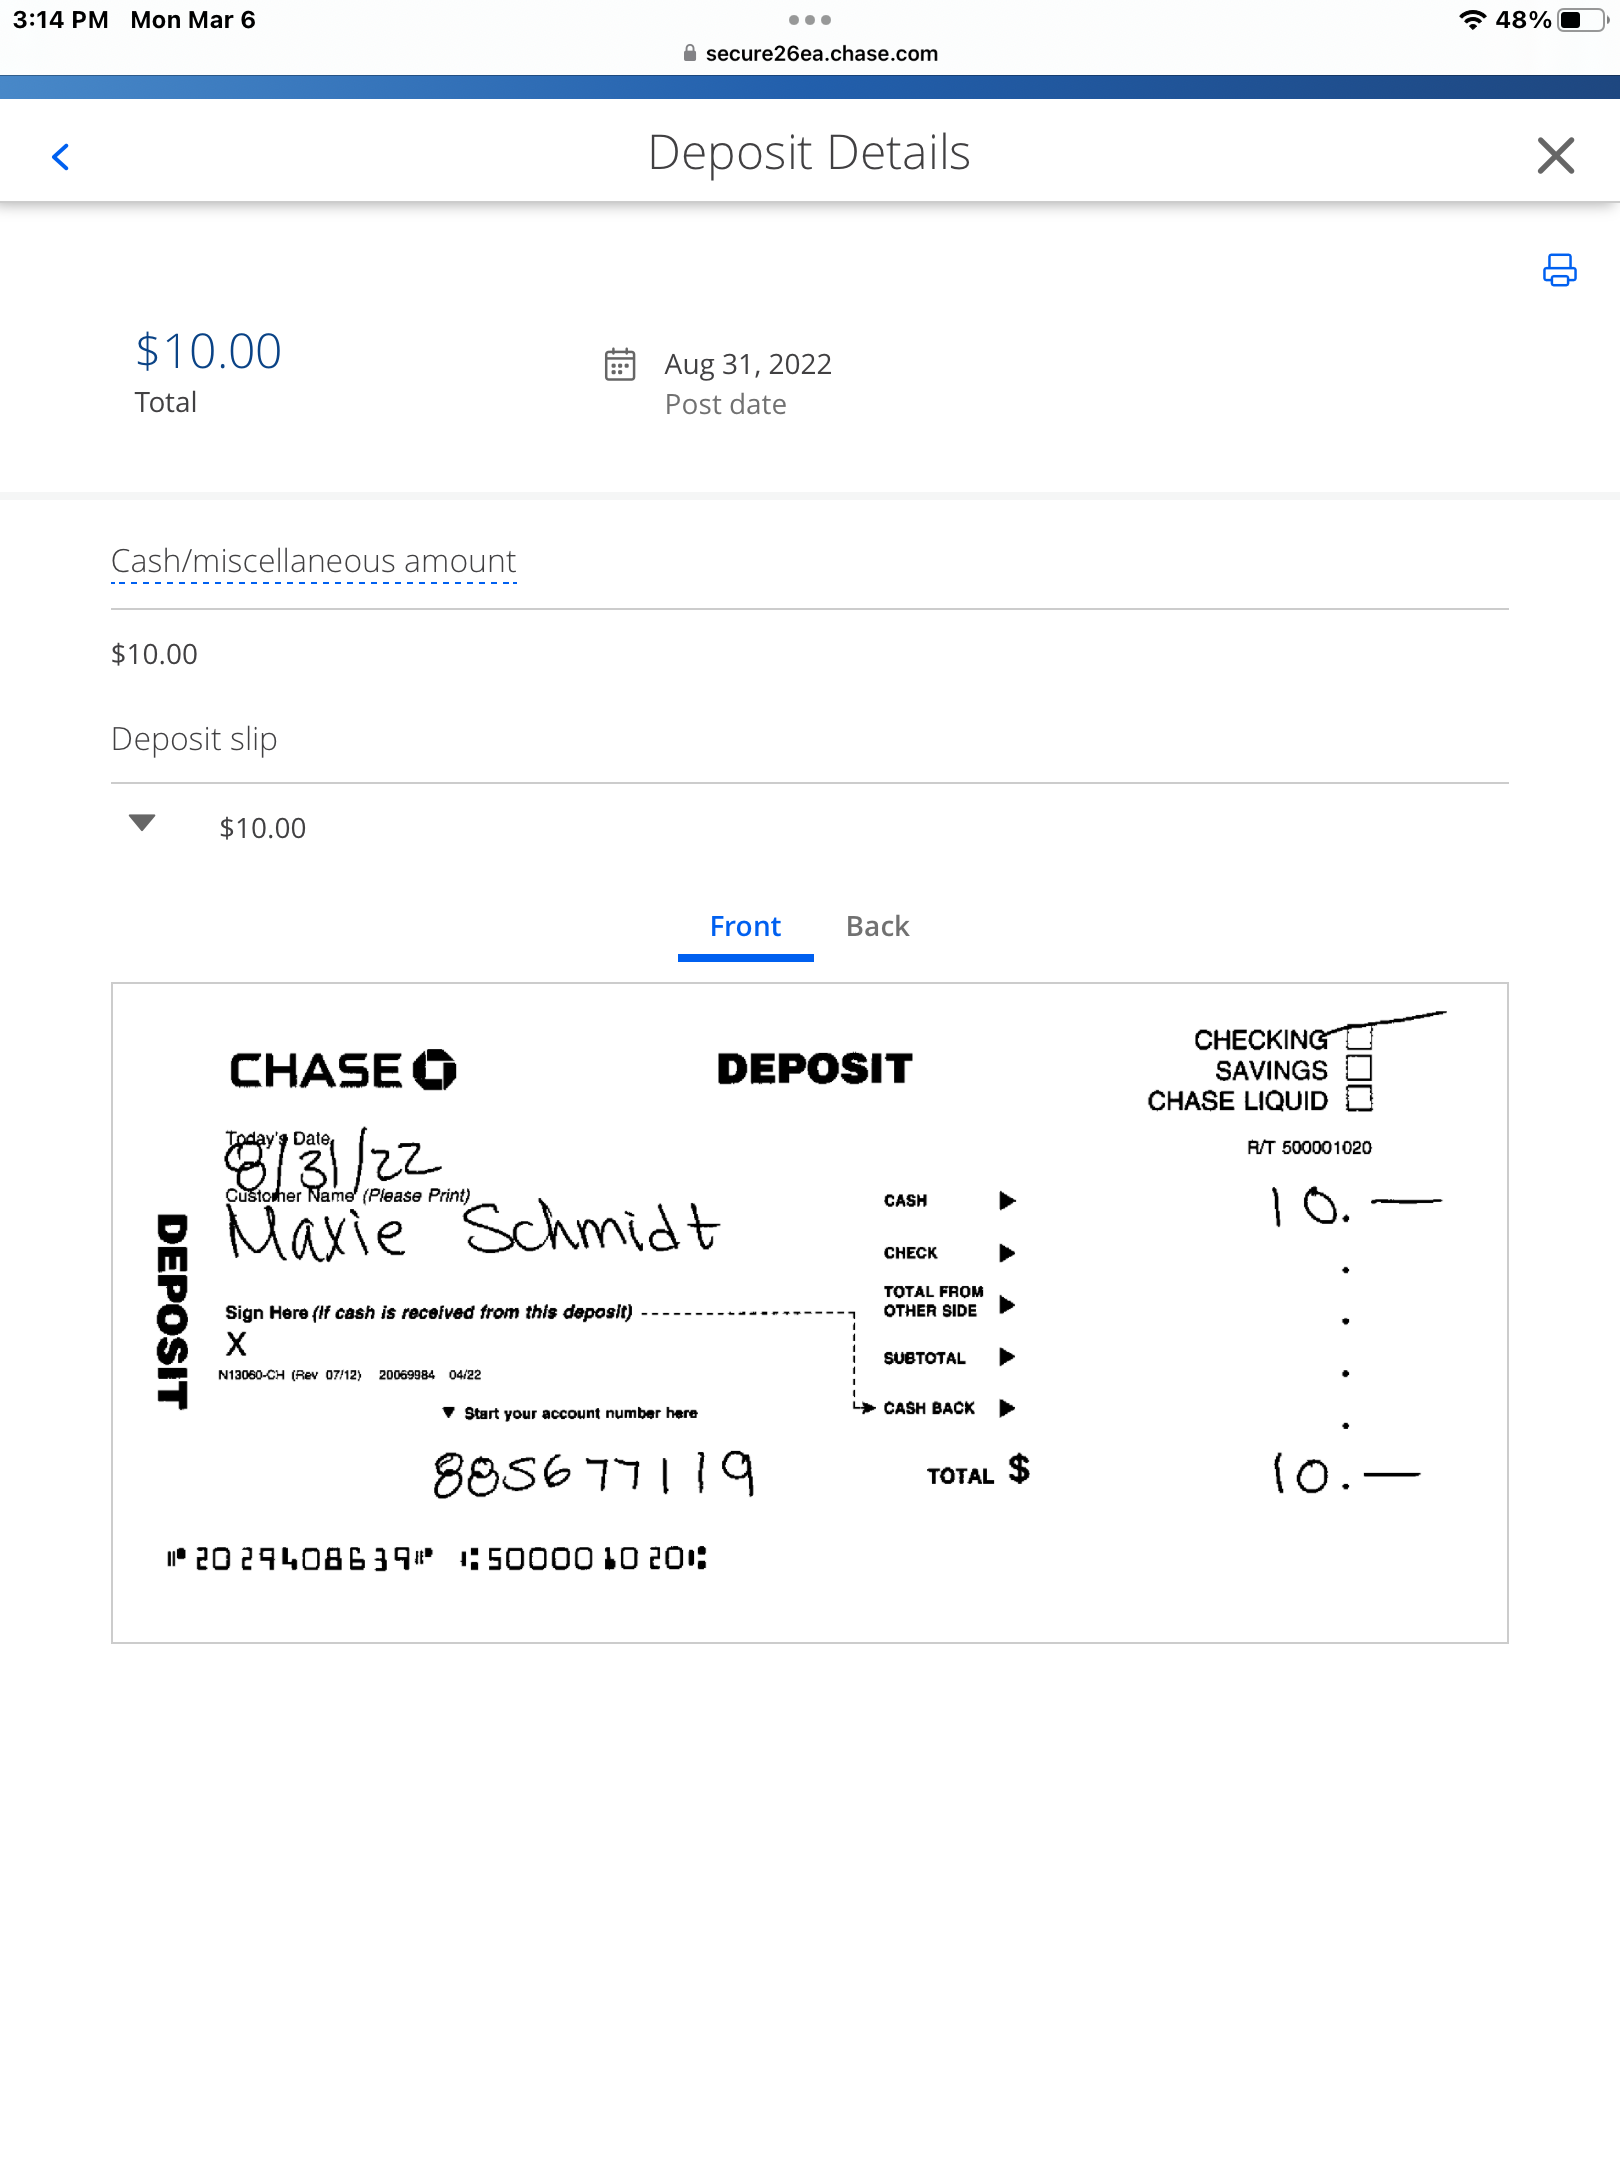 3:14 PM Mon Mar 6
48%
secure26ea.chase.com
Deposit Details
$10.00
Total
Aug 31, 2022
Post date
Cash/miscellaneous amount
$10.00
Deposit slip
$10.00
Front Back
CHASE
DEPOSIT
CHECKING
SAVINGS
CHASE LIQUID
R/T 500001020
Today's Date
8/31/22
Customer Name (Please Print)
Maxie Schmidt
DEPOSIT
Sign Here (If cash is received from this deposit)
X
N13060-CH (Rev 07/12) 20069984 04/22
Start your account number here
885677119
CASH 10.—
CHECK
TOTAL FROM
OTHER SIDE
SUBTOTAL
CASH BACK
TOTAL $ 10.—
⑈2029408639⑈ ⑆500001020⑆